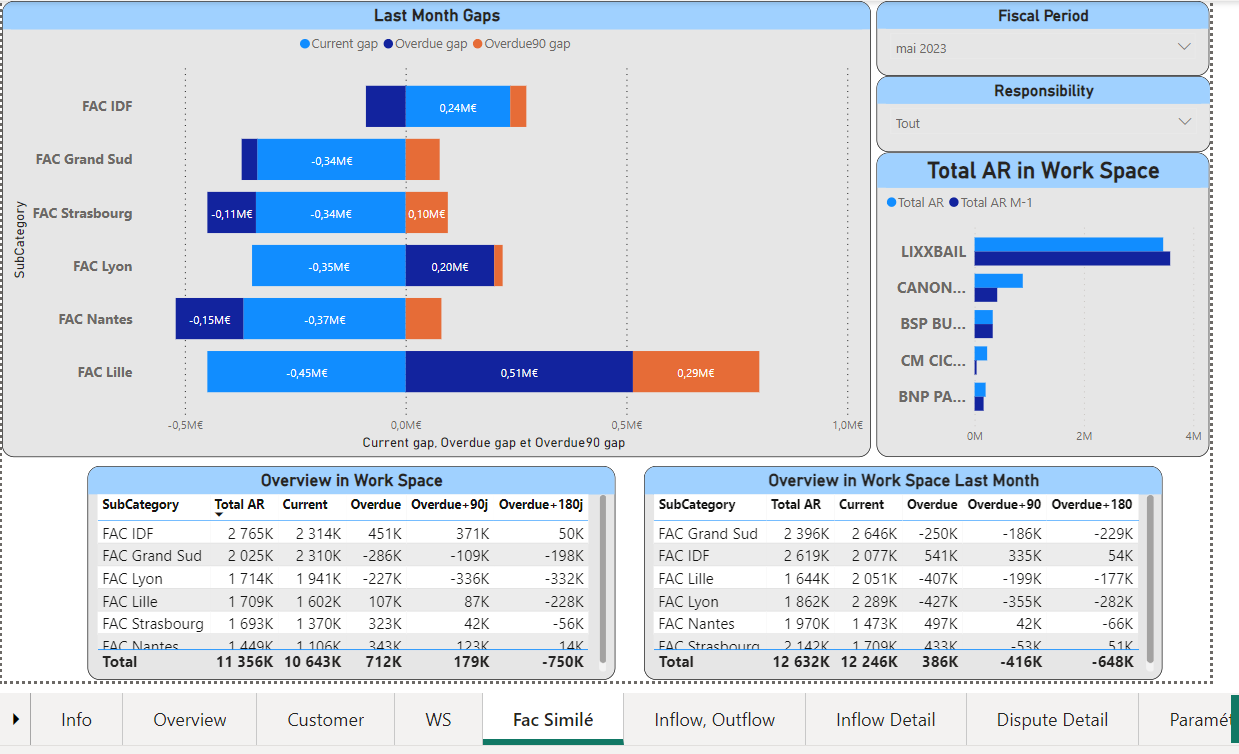 Last Month Gaps
Current gap Overdue gap Overdue90 gap
SubCategory
FAC IDF 0,24M€
FAC Grand Sud -0,34M€
FAC Strasbourg -0,11M€ -0,34M€ 0,10M€
FAC Lyon -0,35M€ 0,20M€
FAC Nantes -0,15M€ -0,37M€
FAC Lille -0,45M€ 0,51M€ 0,29M€
-0,5M€ 0,0M€ 0,5M€ 1,0M€
Current gap, Overdue gap et Overdue90 gap
Fiscal Period
mai 2023
Responsibility
Tout
Total AR in Work Space
Total AR Total AR M-1
LIXXBAIL
CANON...
BSP BU...
CM CIC...
BNP PA...
0M 2M 4M
Overview in Work Space
SubCategory Total AR Current Overdue Overdue+90j Overdue+180j
FAC IDF 2 765K 2 314K 451K 371K 50K
FAC Grand Sud 2 025K 2 310K -286K -109K -198K
FAC Lyon 1 714K 1 941K -227K -336K -332K
FAC Lille 1 709K 1 602K 107K 87K -228K
FAC Strasbourg 1 693K 1 370K 323K 42K -56K
FAC Nantes 1 449K 1 106K 343K 123K 14K
Total 11 356K 10 643K 712K 179K -750K
Overview in Work Space Last Month
SubCategory Total AR Current Overdue Overdue+90 Overdue+180
FAC Grand Sud 2 396K 2 646K -250K -186K -229K
FAC IDF 2 619K 2 077K 541K 335K 54K
FAC Lille 1 644K 2 051K -407K -199K -177K
FAC Lyon 1 862K 2 289K -427K -355K -282K
FAC Nantes 1 970K 1 473K 497K 42K -66K
FAC Strasbourg 2 142K 1 709K 433K -53K 51K
Total 12 632K 12 246K 386K -416K -648K
Info Overview Customer WS Fac Similé Inflow, Outflow Inflow Detail Dispute Detail Paramét